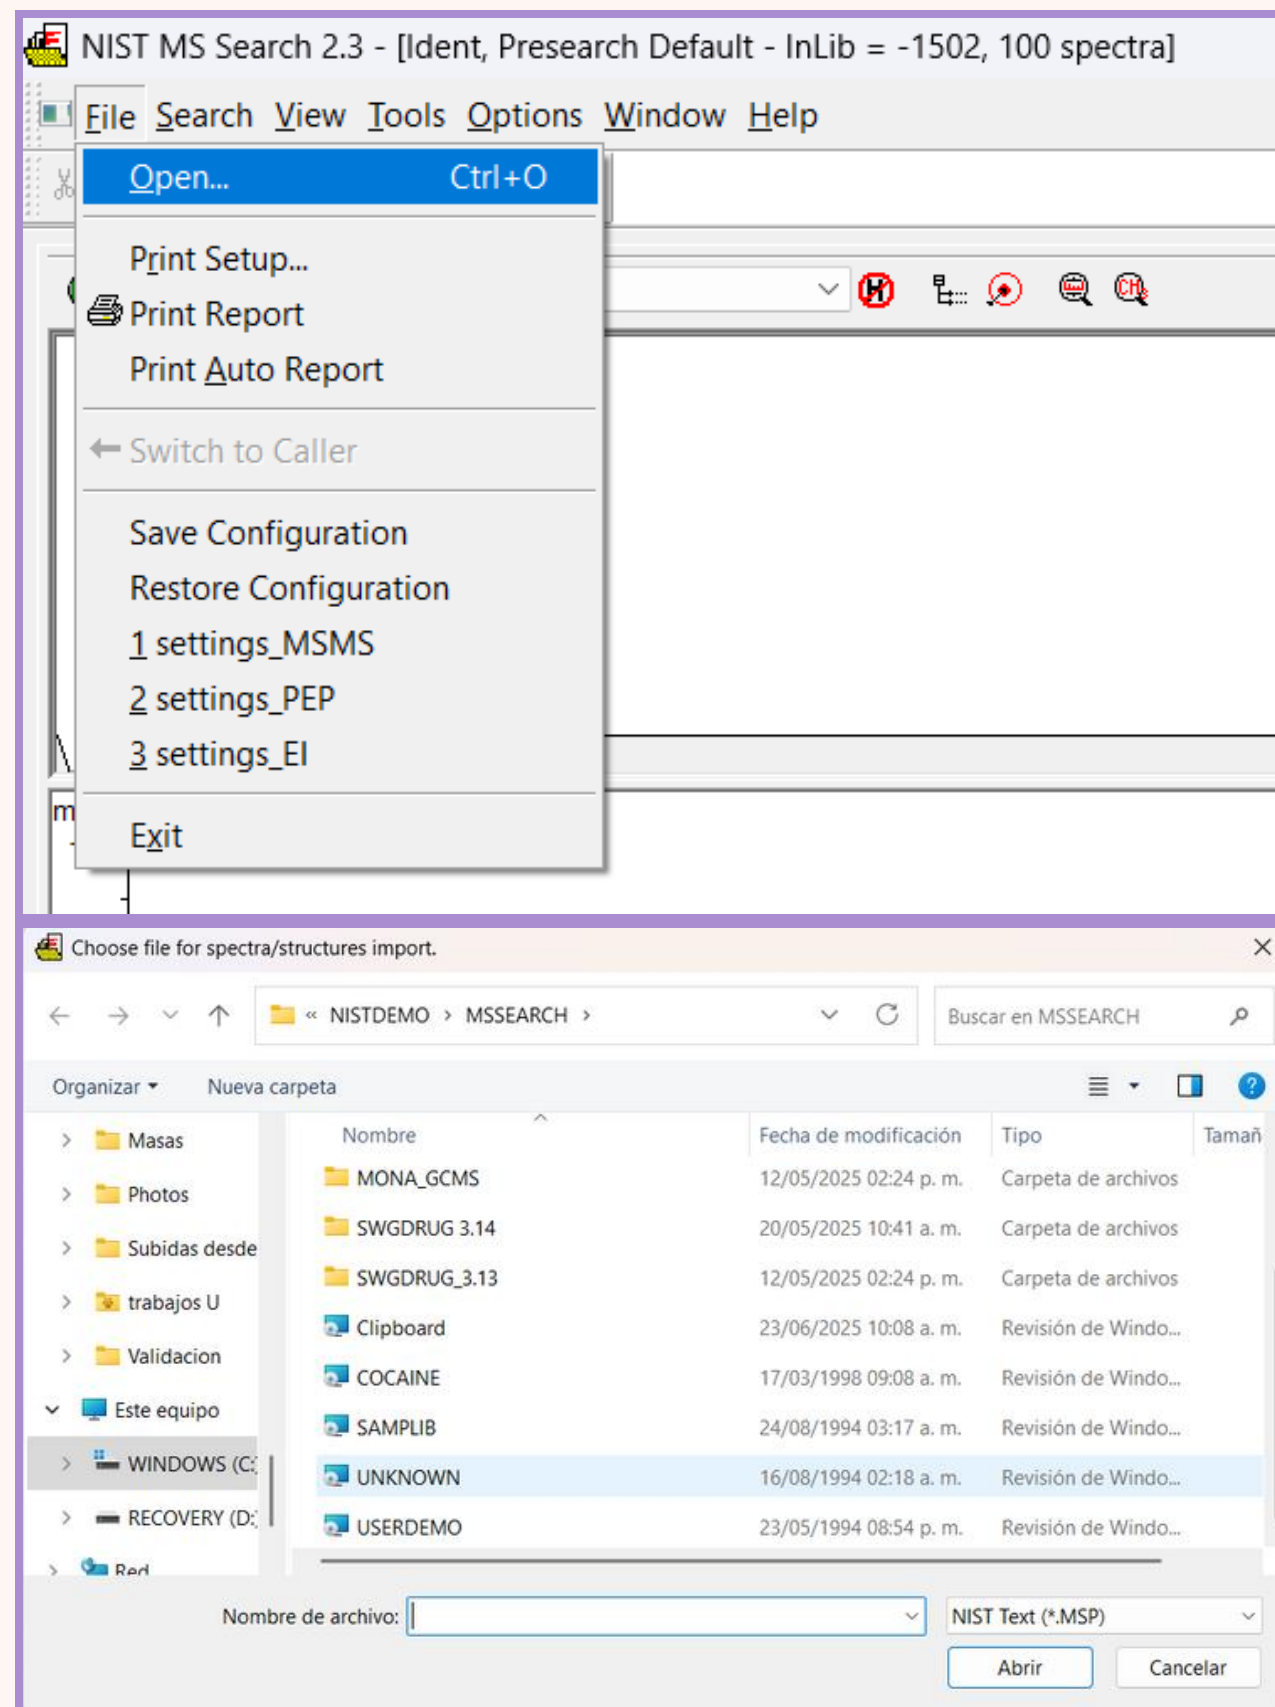 NIST MS Search 2.3 - [Ident, Presearch Default - InLib = -1502, 100 spectra]
File Search View Tools Options Window Help
Open... Ctrl+O
Print Setup...
Print Report
Print Auto Report
Switch to Caller
Save Configuration
Restore Configuration
1 settings_MSMS
2 settings_PEP
3 settings_EI
Exit
Choose file for spectra/structures import.
« NISTDEMO > MSSEARCH > Buscar en MSSEARCH
Organizar Nueva carpeta
Nombre Fecha de modificación Tipo Tamañ
Masas
Photos
Subidas desde
trabajos U
Validacion
Este equipo
WINDOWS (C:
RECOVERY (D:
Red
MONA_GCMS 12/05/2025 02:24 p. m. Carpeta de archivos
SWGDRUG 3.14 20/05/2025 10:41 a. m. Carpeta de archivos
SWGDRUG_3.13 12/05/2025 02:24 p. m. Carpeta de archivos
Clipboard 23/06/2025 10:08 a. m. Revisión de Windo...
COCAINE 17/03/1998 09:08 a. m. Revisión de Windo...
SAMPLIB 24/08/1994 03:17 a. m. Revisión de Windo...
UNKNOWN 16/08/1994 02:18 a. m. Revisión de Windo...
USERDEMO 23/05/1994 08:54 p. m. Revisión de Windo...
Nombre de archivo: NIST Text (*.MSP)
Abrir Cancelar